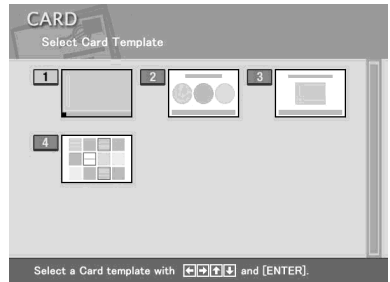 CARD
Select Card Template
1 2 3
4
Select a Card template with ←→↑↓ and [ENTER].